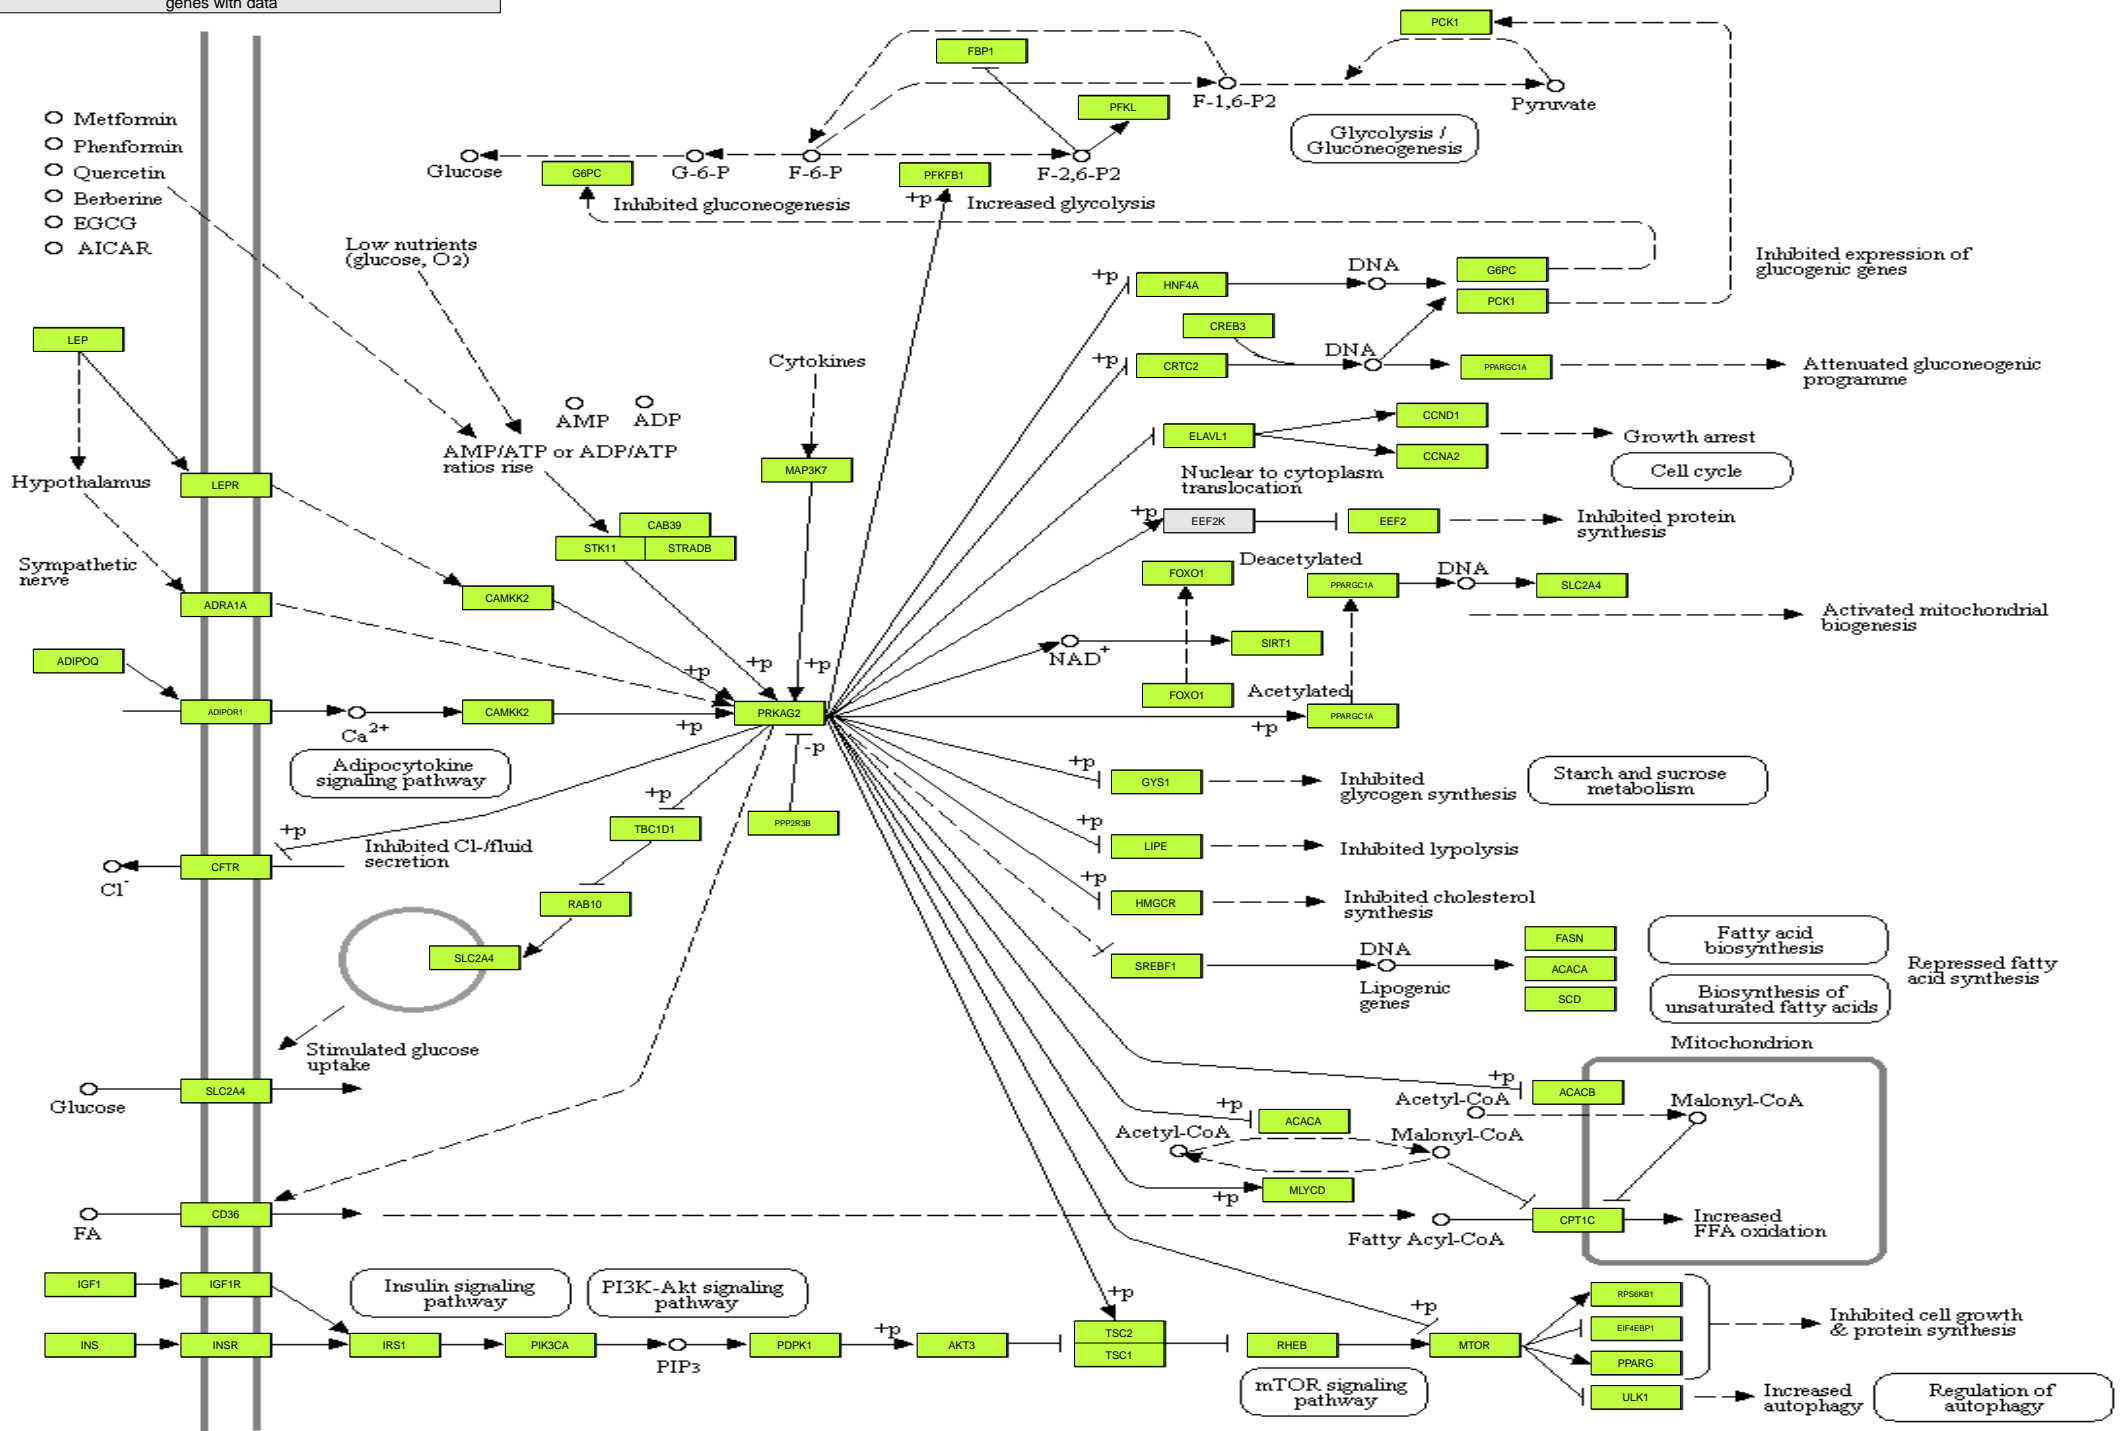 genes with data
PCK1
FBP1
PFKL
F-1,6-P2
Pyruvate
Metformin
Phenformin
Quercetin
Berberine
EGCG
AICAR
Glycolysis /
Gluconeogenesis
Glucose
G6PC
G-6-P
F-6-P
PFKFB1
F-2,6-P2
Inhibited gluconeogenesis
+p
Increased glycolysis
Low nutrients
(glucose, O2)
+p
HNF4A
DNA
G6PC
PCK1
Inhibited expression of
glucogenic genes
CREB3
+p
CRTC2
DNA
PPARGC1A
Attenuated gluconeogenic
programme
LEP
Cytokines
AMP
ADP
AMP/ATP or ADP/ATP
ratios rise
MAP3K7
ELAVL1
CCND1
CCNA2
Growth arrest
Cell cycle
Nuclear to cytoplasm
translocation
Hypothalamus
LEPR
CAB39
STK11
STRADB
+p
EEF2K
EEF2
Inhibited protein
synthesis
Sympathetic
nerve
ADRA1A
CAMKK2
FOXO1
Deacetylated
PPARGC1A
DNA
SLC2A4
Activated mitochondrial
biogenesis
ADIPOQ
+p
+p
+p
NAD+
SIRT1
FOXO1
Acetylated
ADIPOR1
Ca2+
CAMKK2
+p
PRKAG2
+p
PPARGC1A
-p
Adipocytokine
signaling pathway
+p
GYS1
Inhibited
glycogen synthesis
Starch and sucrose
metabolism
+p
TBC1D1
PPP2R3B
+p
LIPE
Inhibited lypolysis
+p
Inhibited Cl-/fluid
secretion
CFTR
Cl-
RAB10
+p
HMGCR
Inhibited cholesterol
synthesis
SLC2A4
SREBF1
DNA
Lipogenic
genes
FASN
ACACA
SCD
Fatty acid
biosynthesis
Biosynthesis of
unsaturated fatty acids
Repressed fatty
acid synthesis
Stimulated glucose
uptake
Mitochondrion
Glucose
SLC2A4
+p
ACACB
Acetyl-CoA
Malonyl-CoA
+p
ACACA
Acetyl-CoA
Malonyl-CoA
MLYCD
+p
FA
CD36
Fatty Acyl-CoA
CPT1C
Increased
FFA oxidation
IGF1
IGF1R
Insulin signaling
pathway
PI3K-Akt signaling
pathway
+p
+p
INS
INSR
IRS1
PIK3CA
PIP3
PDPK1
+p
AKT3
TSC2
TSC1
RHEB
MTOR
RPS6KB1
EIF4EBP1
PPARG
ULK1
Inhibited cell growth
& protein synthesis
mTOR signaling
pathway
Increased
autophagy
Regulation of
autophagy